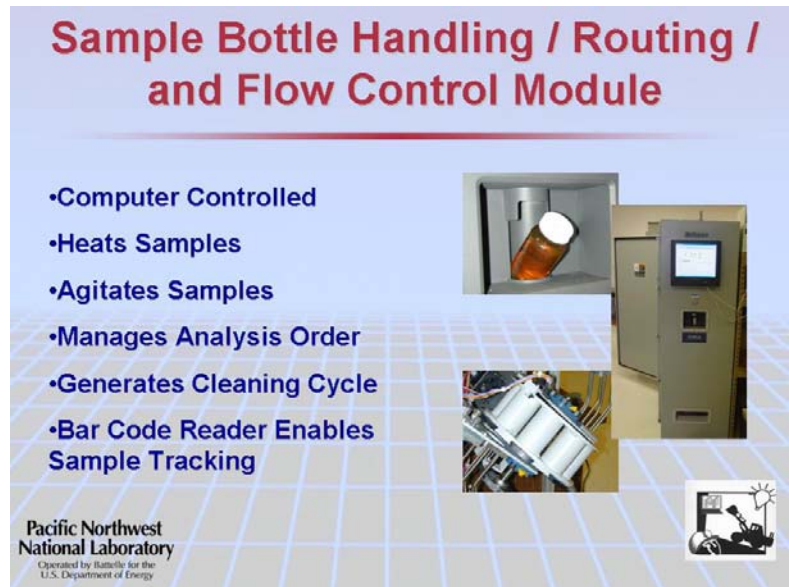 Sample Bottle Handling / Routing /
and Flow Control Module
•Computer Controlled
•Heats Samples
•Agitates Samples
•Manages Analysis Order
•Generates Cleaning Cycle
•Bar Code Reader Enables
Sample Tracking
Pacific Northwest
National Laboratory
Operated by Battelle for the
U.S. Department of Energy